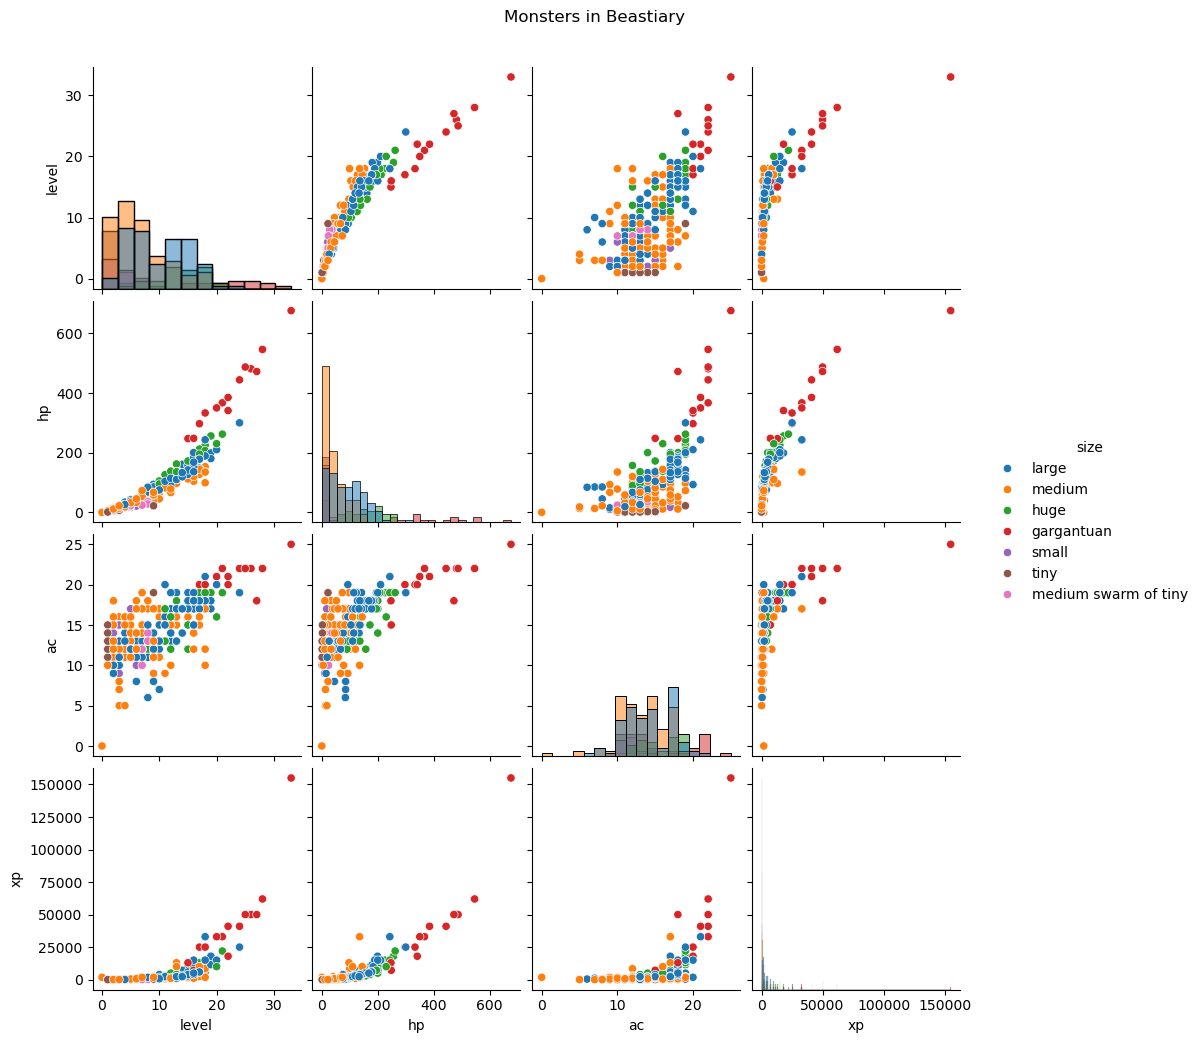 Monsters in Beastiary
30
20
10
0
level
600
400
200
0
hp
25
20
15
10
5
0
ac
150000
125000
100000
75000
50000
25000
0
xp
0 10 20 30
level
0 200 400 600
hp
0 10 20
ac
0 50000 100000 150000
xp
size
large
medium
huge
gargantuan
small
tiny
medium swarm of tiny